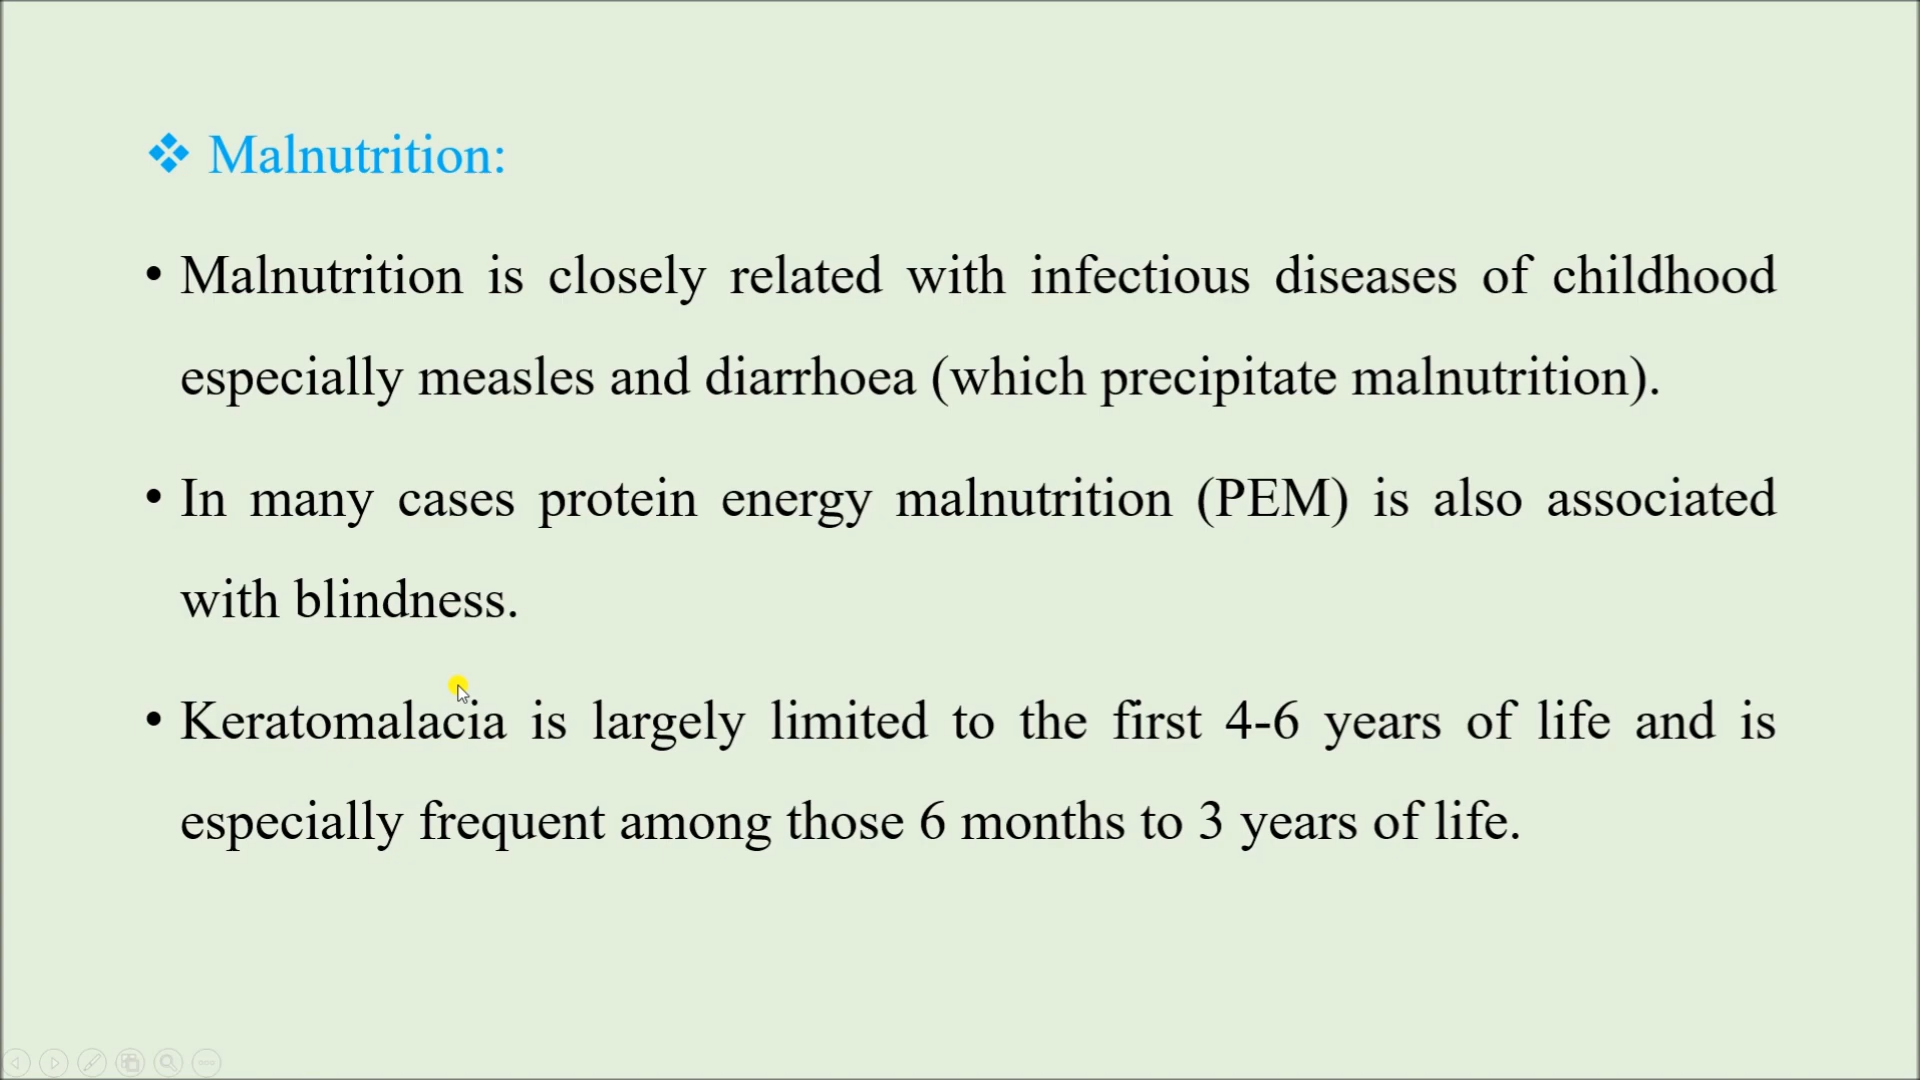 ❖ Malnutrition:
• Malnutrition is closely related with infectious diseases of childhood
especially measles and diarrhoea (which precipitate malnutrition).
• In many cases protein energy malnutrition (PEM) is also associated
with blindness.
• Keratomalacia is largely limited to the first 4-6 years of life and is
especially frequent among those 6 months to 3 years of life.